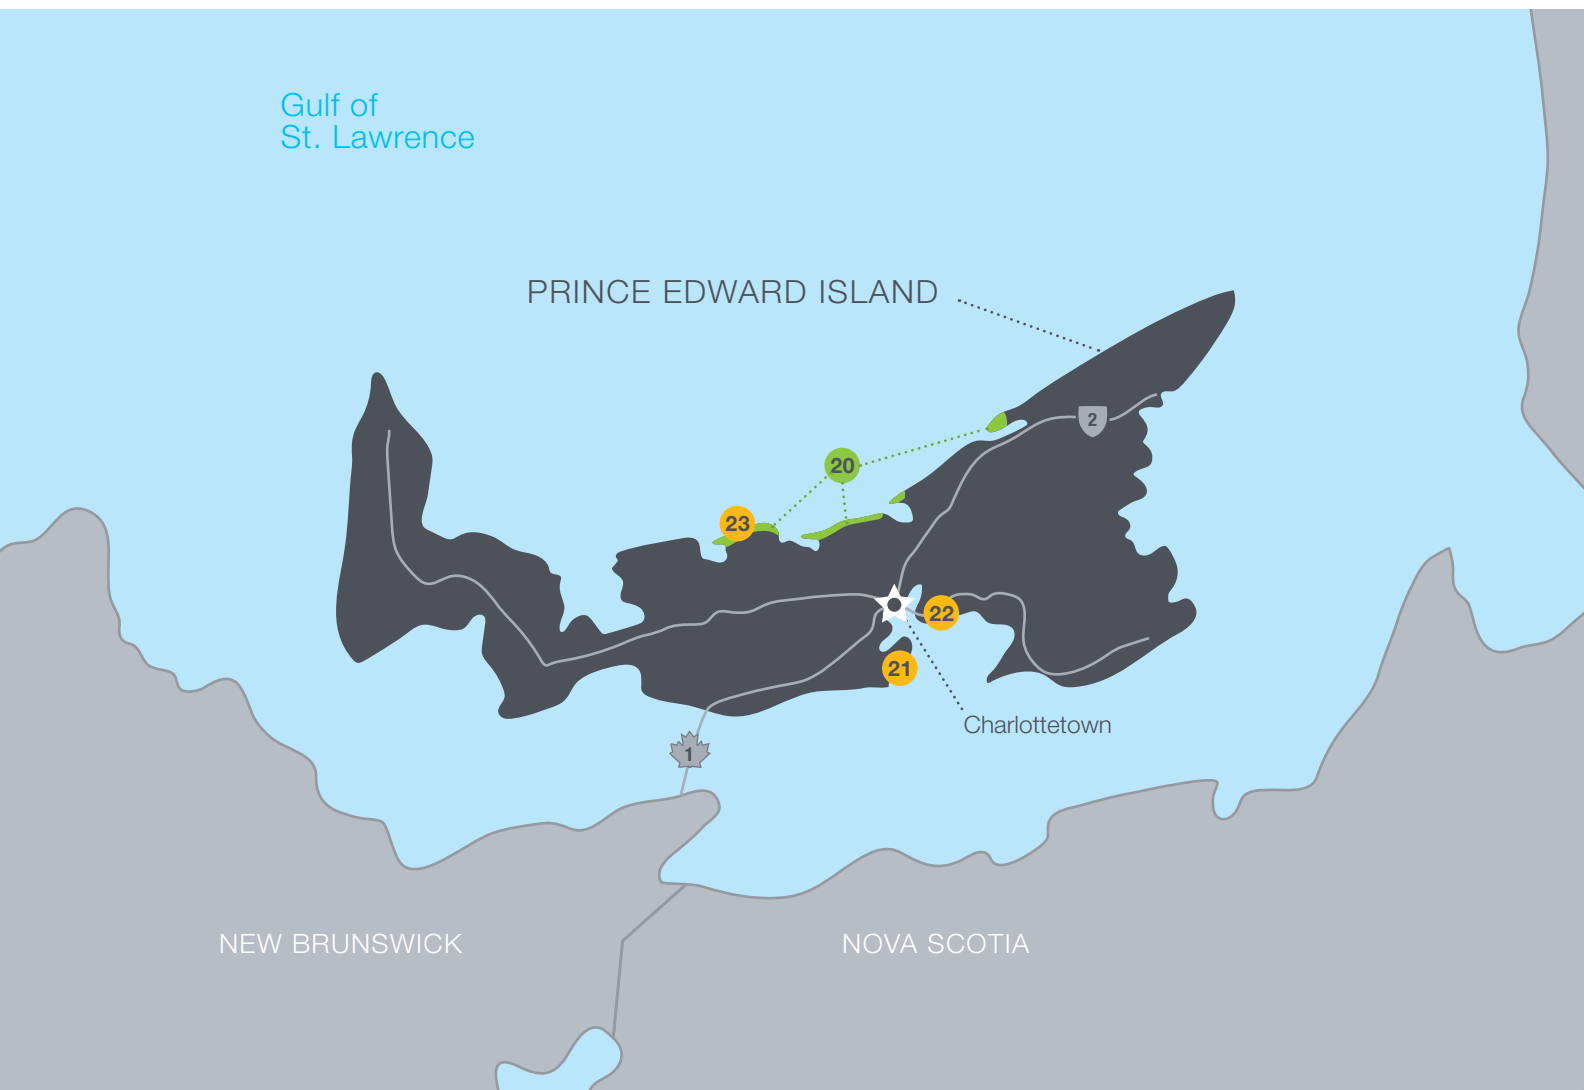 Gulf of
St. Lawrence
PRINCE EDWARD ISLAND
2
20
23
22
21
Charlottetown
1
NEW BRUNSWICK
NOVA SCOTIA